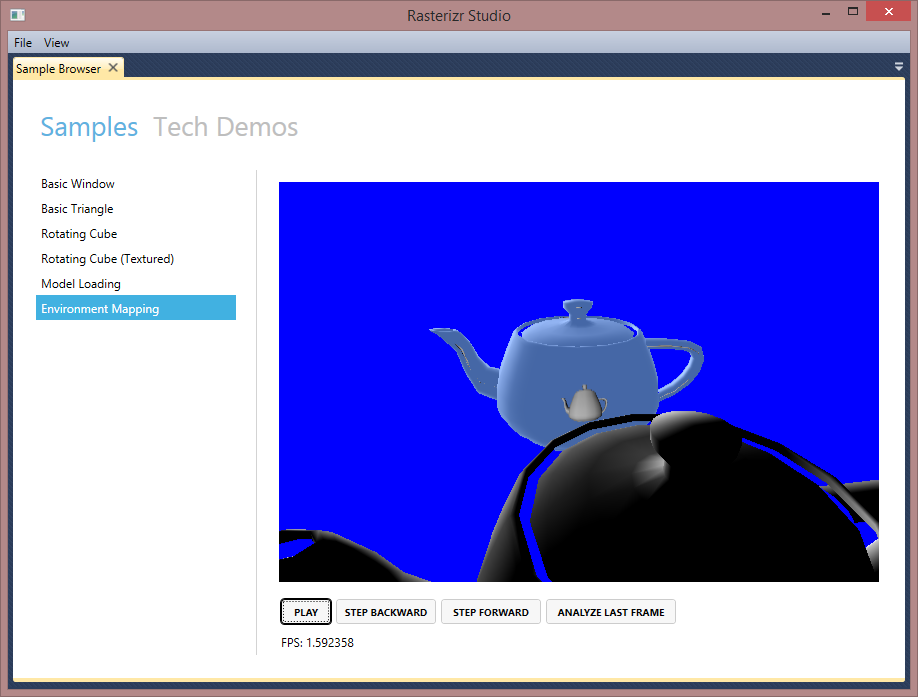 Rasterizr Studio
File View
Sample Browser
Samples Tech Demos
Basic Window
Basic Triangle
Rotating Cube
Rotating Cube (Textured)
Model Loading
Environment Mapping
PLAY STEP BACKWARD STEP FORWARD ANALYZE LAST FRAME
FPS: 1.592358